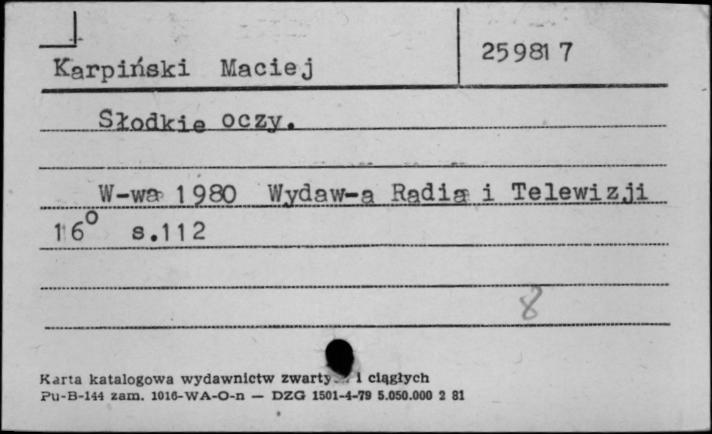 Karpiński Maciej
259817
Słodkie oczy.
W-wa 1980 Wydaw-a Radia i Telewizji
16° s.112
8
Karta katalogowa wydawnictw i ciągłych
Pu-B-144 zam. 1016-WA-O-n — DZG 1501-4-79 5.050.000 2 81